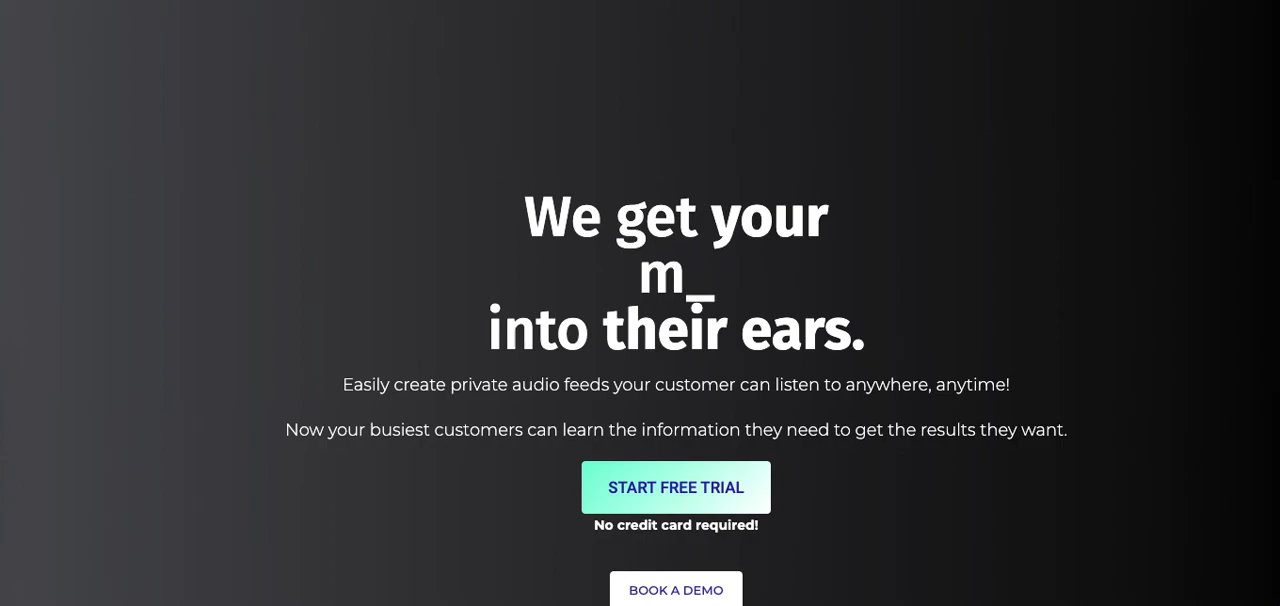 We get your
m_
into their ears.
Easily create private audio feeds your customer can listen to anywhere, anytime!
Now your busiest customers can learn the information they need to get the results they want.
START FREE TRIAL
No credit card required!
BOOK A DEMO